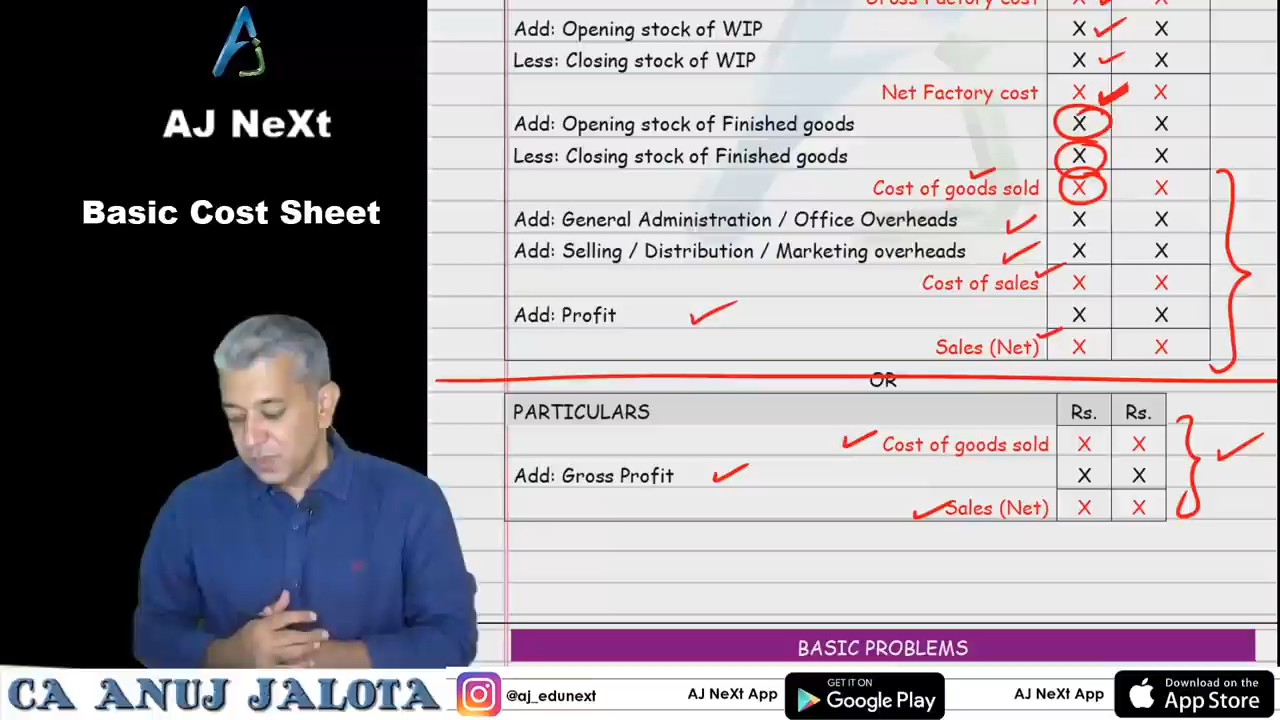 AJ NeXt
Basic Cost Sheet
Gross Factory cost X X
Add: Opening stock of WIP X X
Less: Closing stock of WIP X X
Net Factory cost X X
Add: Opening stock of Finished goods X X
Less: Closing stock of Finished goods X X
Cost of goods sold X X
Add: General Administration / Office Overheads X X
Add: Selling / Distribution / Marketing overheads X X
Cost of sales X X
Add: Profit X X
Sales (Net) X X
OR
PARTICULARS Rs. Rs.
Cost of goods sold X X
Add: Gross Profit X X
Sales (Net) X X
BASIC PROBLEMS
CA ANUJ JALOTA @aj_edunext AJ NeXt App GET IT ON Google Play AJ NeXt App Download on the App Store